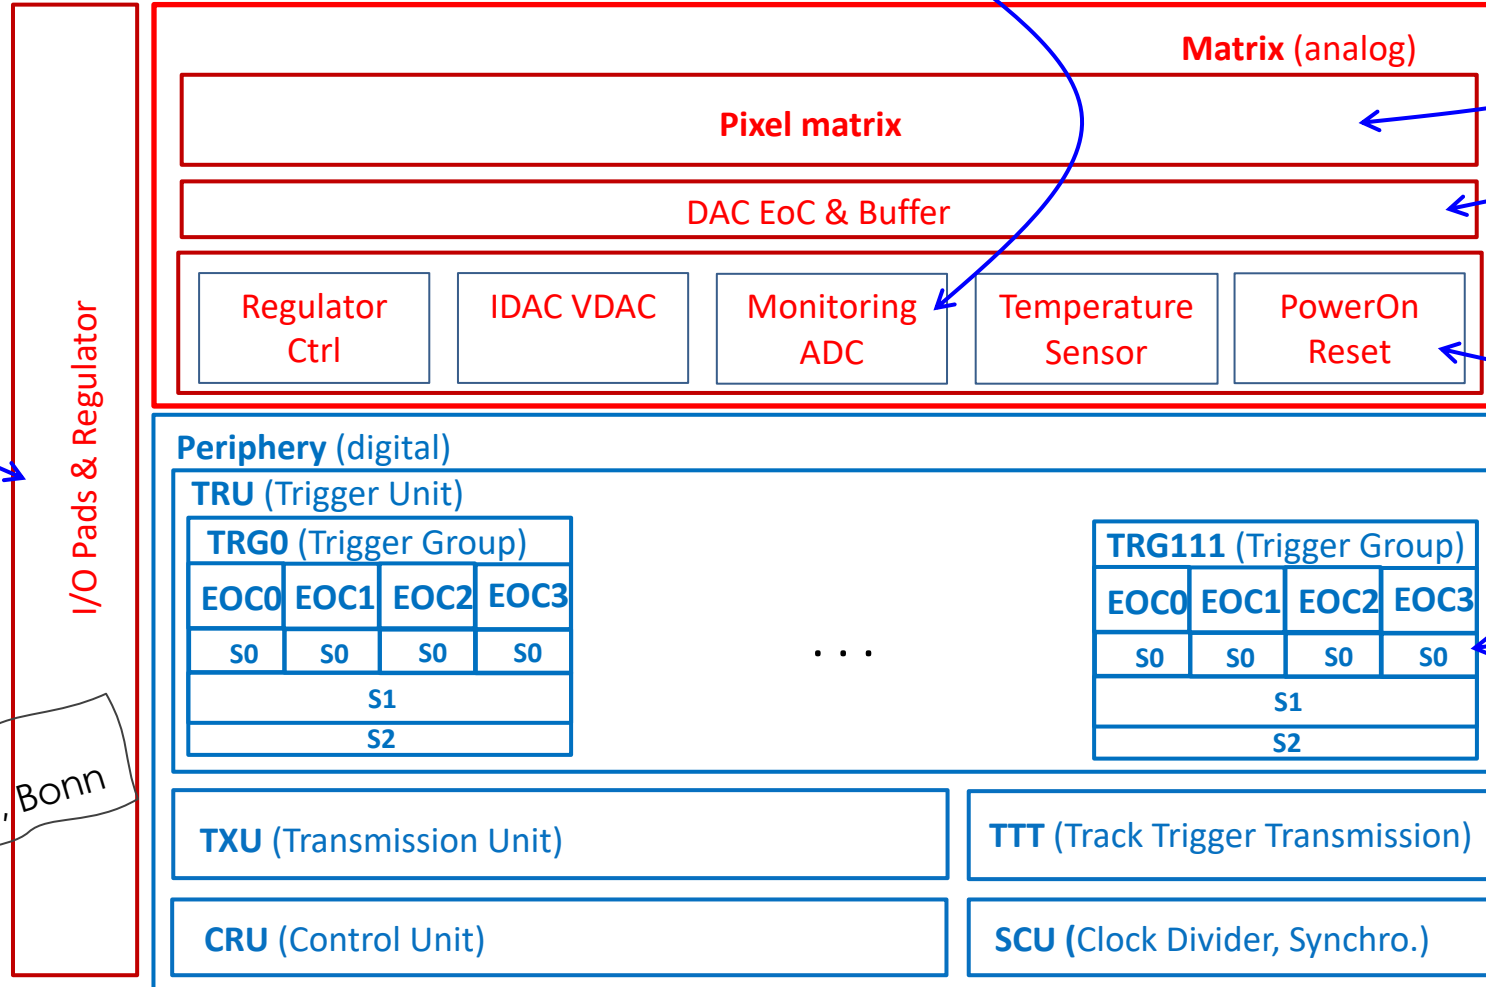 Matrix (analog)
Pixel matrix
DAC EoC & Buffer
Regulator
Ctrl
IDAC VDAC
Monitoring
ADC
Temperature
Sensor
PowerOn
Reset
I/O Pads & Regulator
, Bonn
Periphery (digital)
TRU (Trigger Unit)
TRG0 (Trigger Group)
EOC0 EOC1 EOC2 EOC3
S0 S0 S0 S0
S1
S2
. . .
TRG111 (Trigger Group)
EOC0 EOC1 EOC2 EOC3
S0 S0 S0 S0
S1
S2
TXU (Transmission Unit)
TTT (Track Trigger Transmission)
CRU (Control Unit)
SCU (Clock Divider, Synchro.)